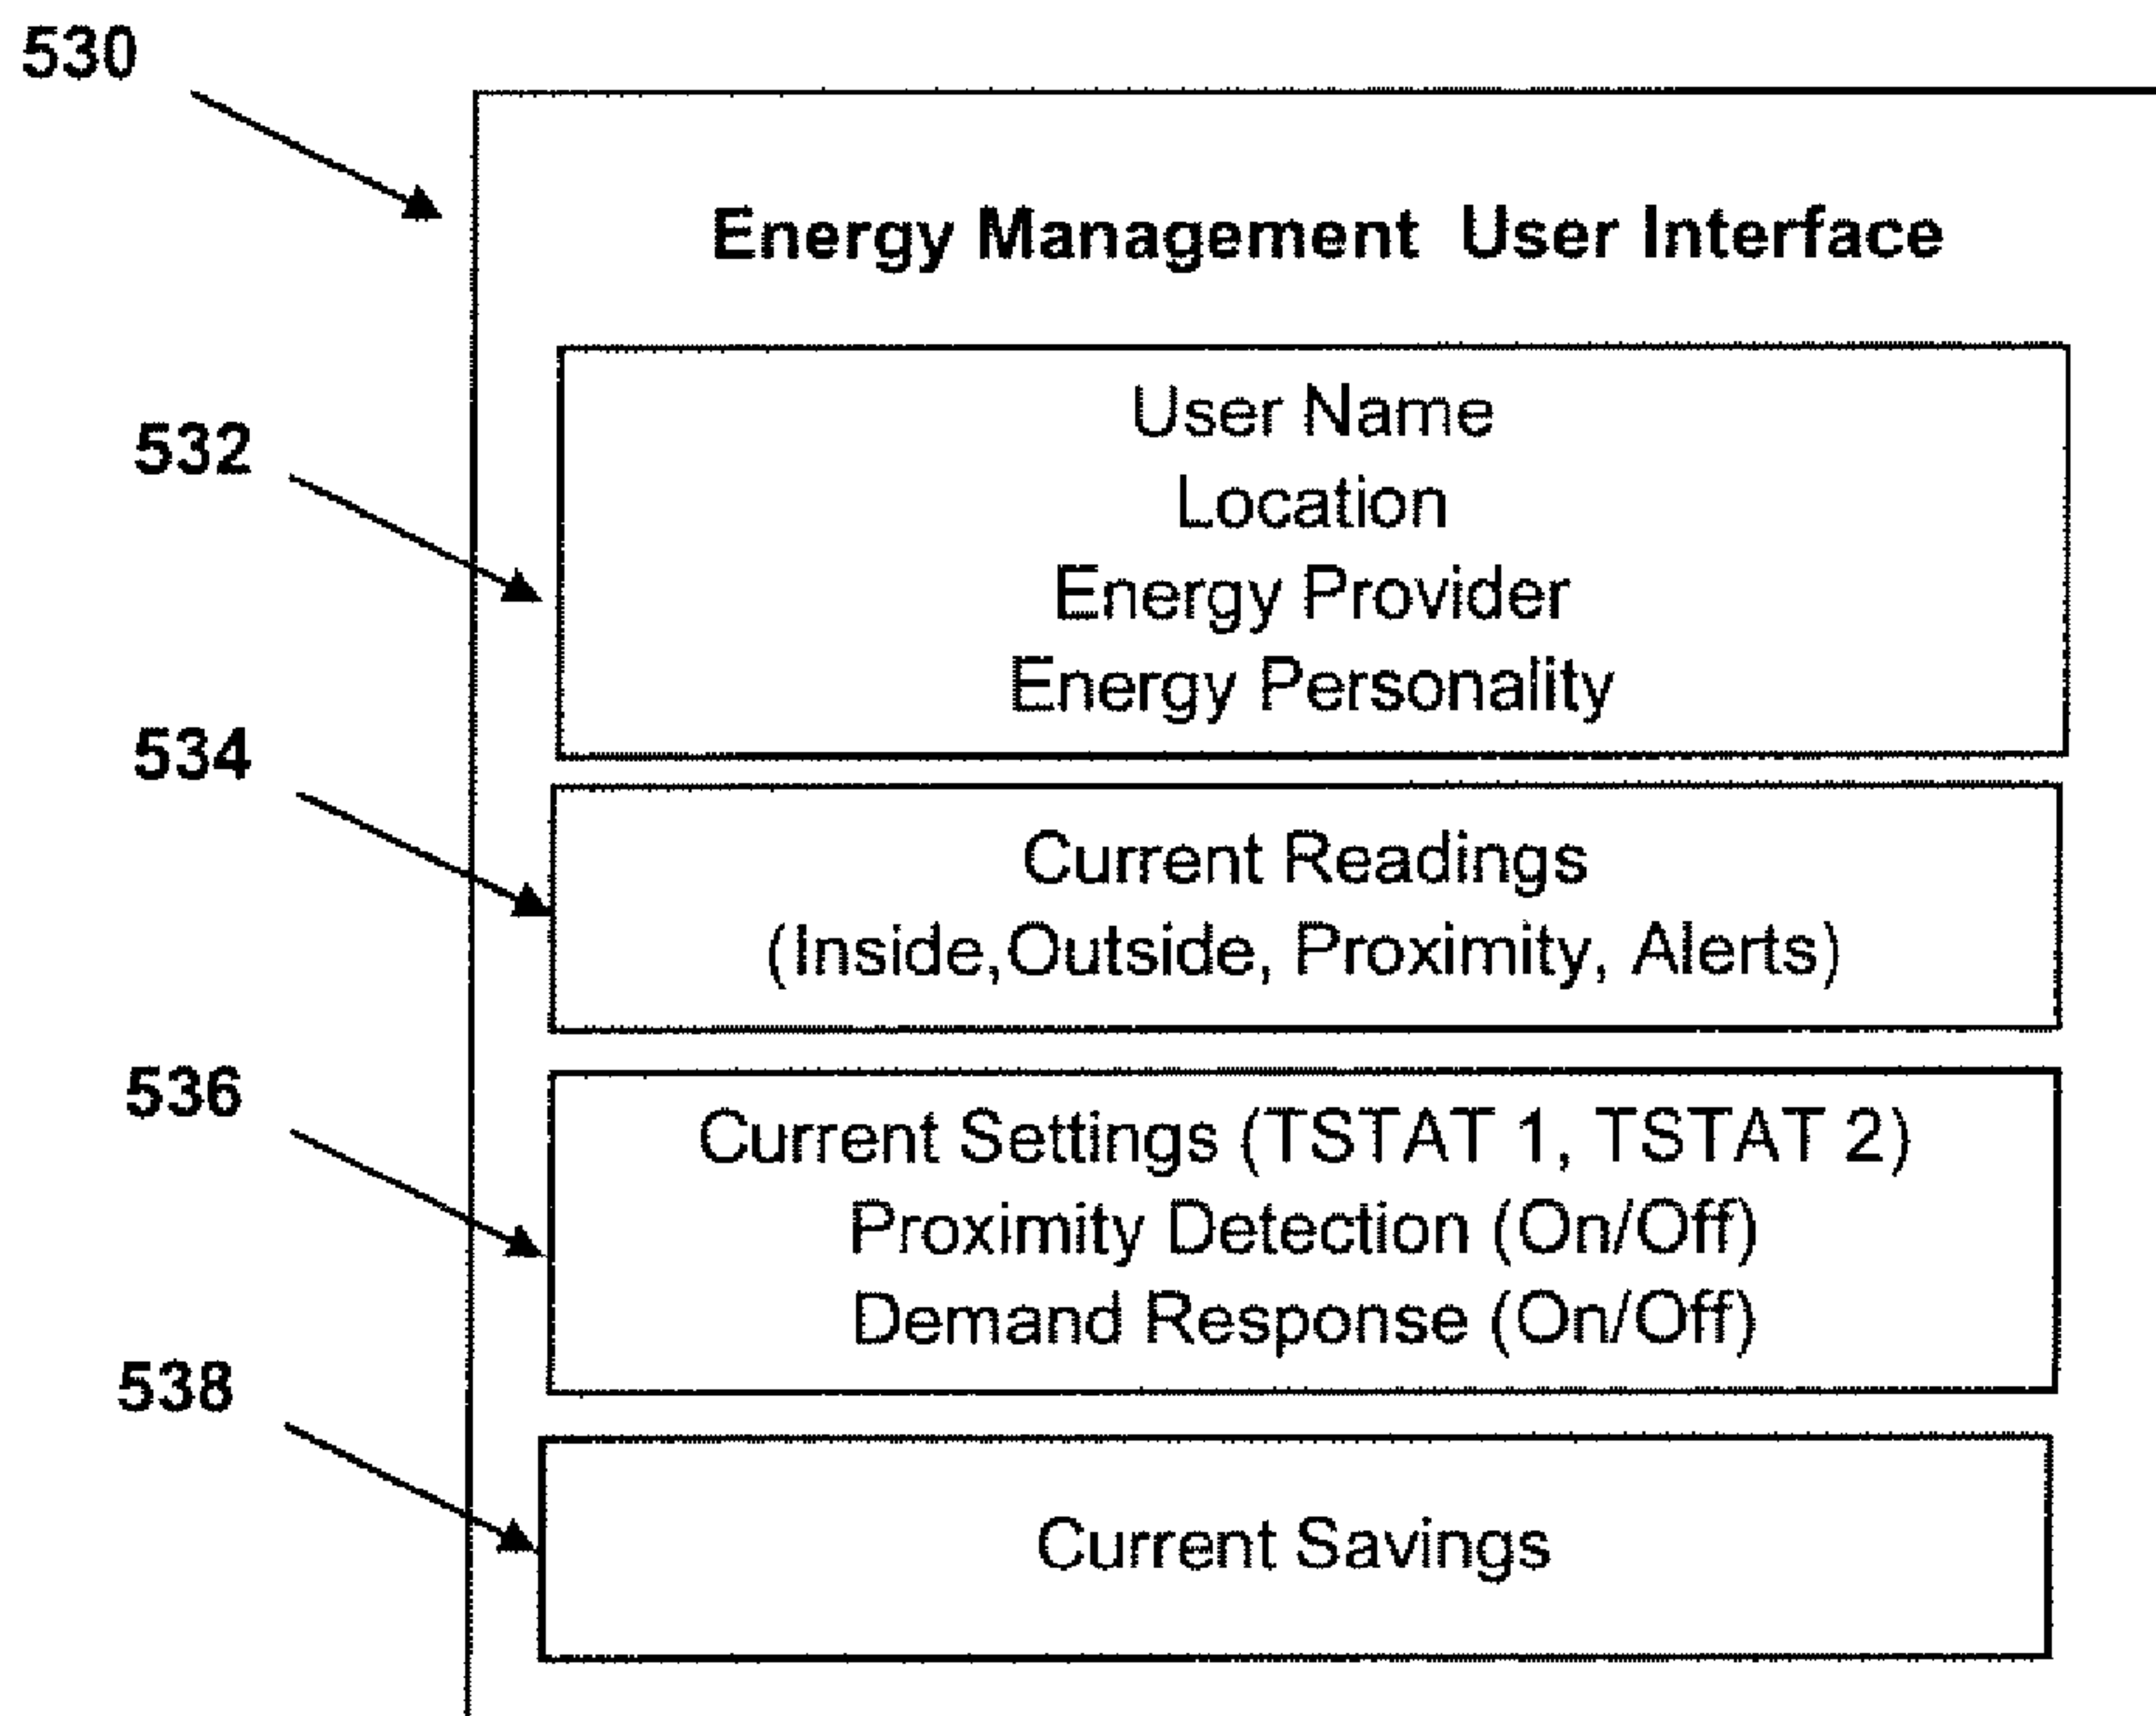 530
Energy Management User Interface
532
User Name
Location
Energy Provider
Energy Personality
534
Current Readings
(Inside,Outside, Proximity, Alerts)
536
Current Settings (TSTAT 1, TSTAT 2)
Proximity Detection (On/Off)
Demand Response (On/Off)
538
Current Savings